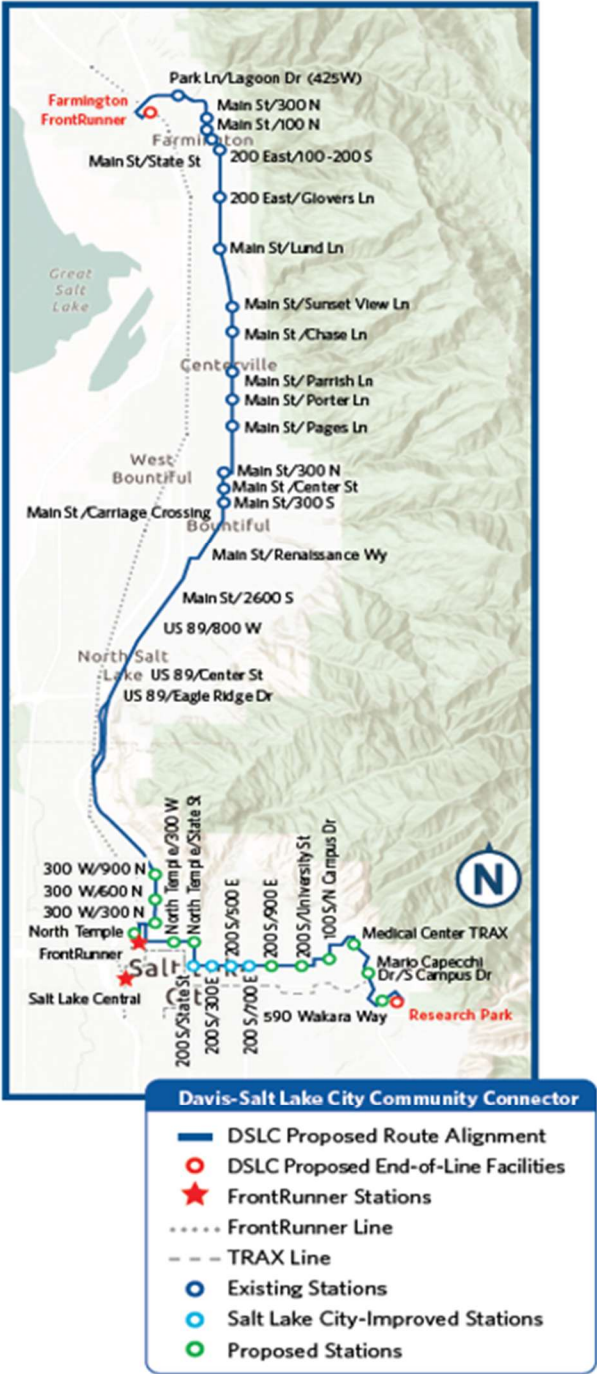 Park Ln/Lagoon Dr (425W)
Farmington
FrontRunner
Main St/300 N
Main St/100 N
Farmington
Main St/State St
200 East/100-200 S
200 East/Glovers Ln
Main St/Lund Ln
Great
Salt
Lake
Main St/Sunset View Ln
Main St/Chase Ln
Centerville
Main St/Parrish Ln
Main St/Porter Ln
Main St/Pages Ln
West
Bountiful
Main St/300 N
Main St/Center St
Main St/300 S
Main St/Carriage Crossing
Bountiful
Main St/Renaissance Wy
Main St/2600 S
US 89/800 W
North Salt
Lake
US 89/Center St
US 89/Eagle Ridge Dr
North Temple/300 W
North Temple/State St
300 W/900 N
300 W/600 N
300 W/300 N
North Temple
FrontRunner
200 S/500 E
200 S/900 E
200 S/University St
100 S/N Campus Dr
N
Medical Center TRAX
Mario Capecchi
Dr/S Campus Dr
Salt
Salt Lake Central
200 S/State St
200 S/300 E
200 S/700 E
590 Wakara Way
Research Park
Davis-Salt Lake City Community Connector
DSLC Proposed Route Alignment
DSLC Proposed End-of-Line Facilities
FrontRunner Stations
FrontRunner Line
TRAX Line
Existing Stations
Salt Lake City-Improved Stations
Proposed Stations